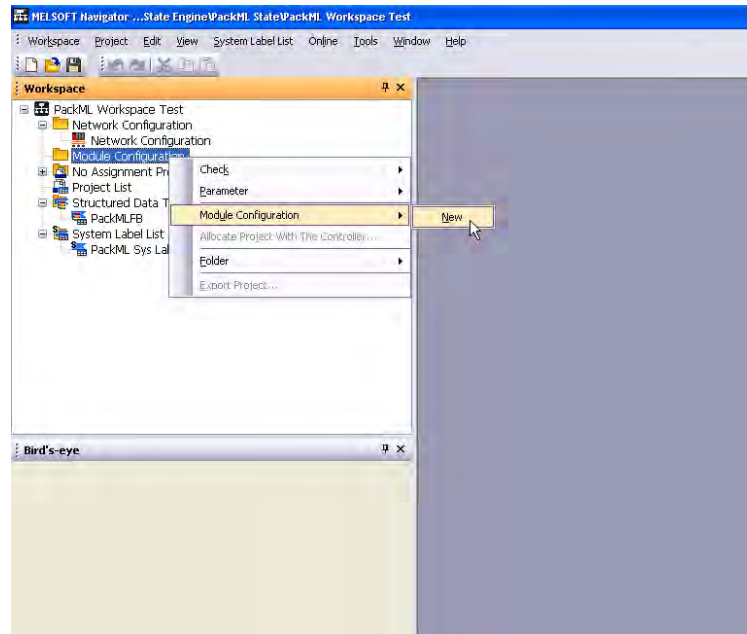 MELSOFT Navigator ...State Engine\PackML State\PackML Workspace Test
Workspace Project Edit View System Label List Online Tools Window Help
Workspace
PackML Workspace Test
Network Configuration
Network Configuration
Module Configuration
No Assignment Pr
Project List
Structured Data T
PackMLFB
System Label List
PackML Sys Lab
Check
Parameter
Module Configuration
New
Allocate Project With The Controller...
Folder
Export Project...
Bird's-eye